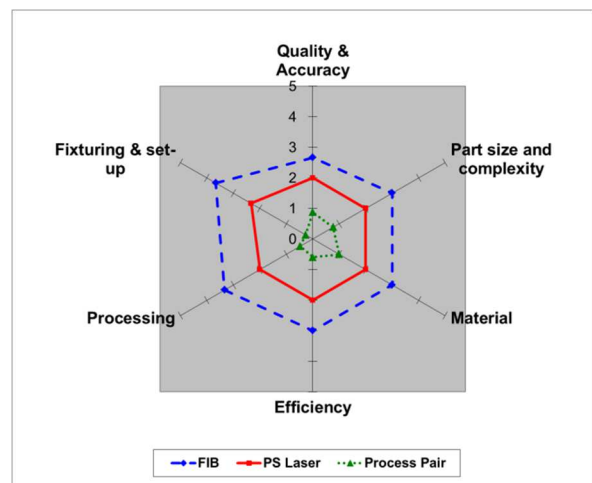 Quality &
Accuracy
5
4
3
2
1
0
Fixturing & set-
up
Part size and
complexity
Processing
Material
Efficiency
FIB PS Laser Process Pair